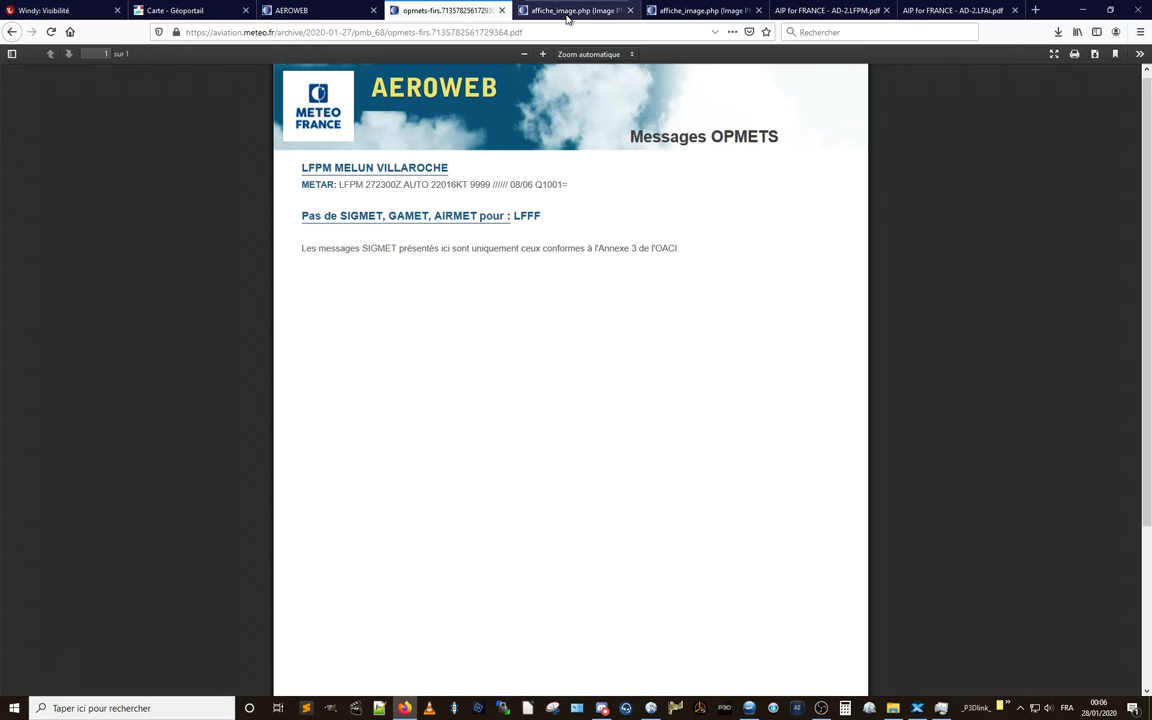 Windy: Visibilité
Carte - Géoportail
AEROWEB
opmets-firs.7135782561729
affiche_image.php (Image P
affiche_image.php (Image P
AIP for FRANCE - AD-2.LFPM.pdf
AIP for FRANCE - AD-2.LFAI.pdf
https://aviation.meteo.fr/archive/2020-01-27/pmb_68/opmets-firs.7135782561729364.pdf
Rechercher
1 sur 1
Zoom automatique
METEO
FRANCE
AEROWEB
Messages OPMETS
LFPM MELUN VILLAROCHE
METAR: LFPM 272300Z AUTO 22016KT 9999 ////// 08/06 Q1001=
Pas de SIGMET, GAMET, AIRMET pour : LFFF
Les messages SIGMET présentés ici sont uniquement ceux conformes à l'Annexe 3 de l'OACI.
Taper ici pour rechercher
_P3Dlink_
FRA
00:06
28/01/2020